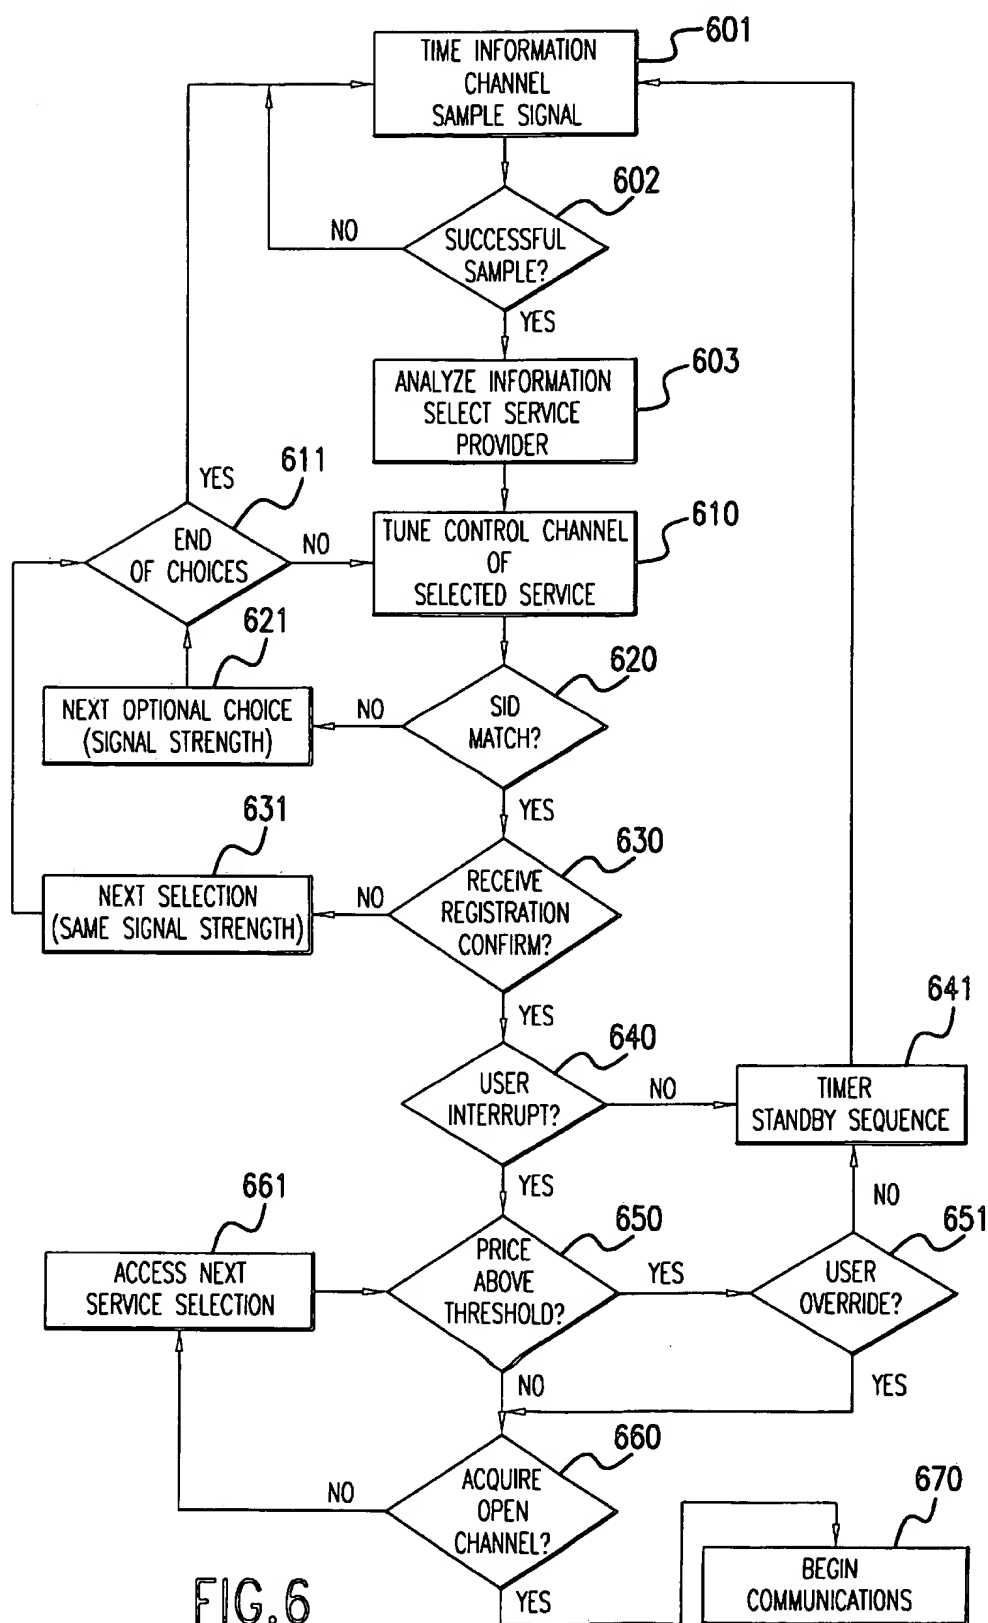 601
TIME INFORMATION
CHANNEL
SAMPLE SIGNAL
602
NO
SUCCESSFUL
SAMPLE?
YES
603
ANALYZE INFORMATION
SELECT SERVICE
PROVIDER
611
YES
610
END
OF CHOICES
NO
TUNE CONTROL CHANNEL
OF
SELECTED SERVICE
621
620
NEXT OPTIONAL CHOICE
(SIGNAL STRENGTH)
NO
SID
MATCH?
YES
631
630
NEXT SELECTION
(SAME SIGNAL STRENGTH)
NO
RECEIVE
REGISTRATION
CONFIRM?
YES
641
640
USER
INTERRUPT?
NO
TIMER
STANDBY SEQUENCE
YES
NO
661
650
651
ACCESS NEXT
SERVICE SELECTION
PRICE
ABOVE
THRESHOLD?
YES
USER
OVERRIDE?
NO
YES
660
NO
ACQUIRE
OPEN
CHANNEL?
670
BEGIN
COMMUNICATIONS
YES
FIG.6